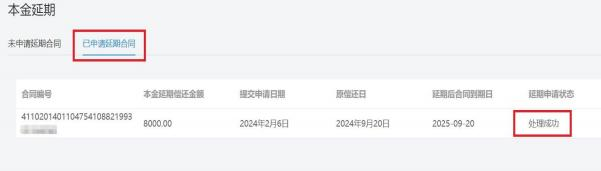 本金延期
未申请延期合同 已申请延期合同
合同编号 本金延期偿还金额 提交申请日期 原偿还日 延期后合同到期日 延期申请状态
4110201401104754108821993 8000.00 2024年2月6日 2024年9月20日 2025-09-20 处理成功